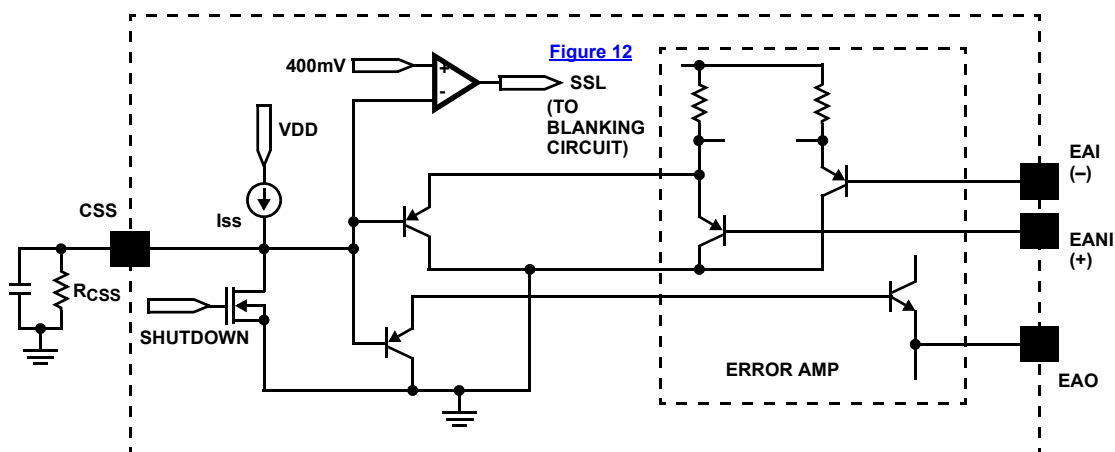 Figure 12
400mV
+
-
SSL
(TO
BLANKING
CIRCUIT)
VDD
EAI
(–)
CSS
ISS
EANI
(+)
RCSS
SHUTDOWN
ERROR AMP
EAO